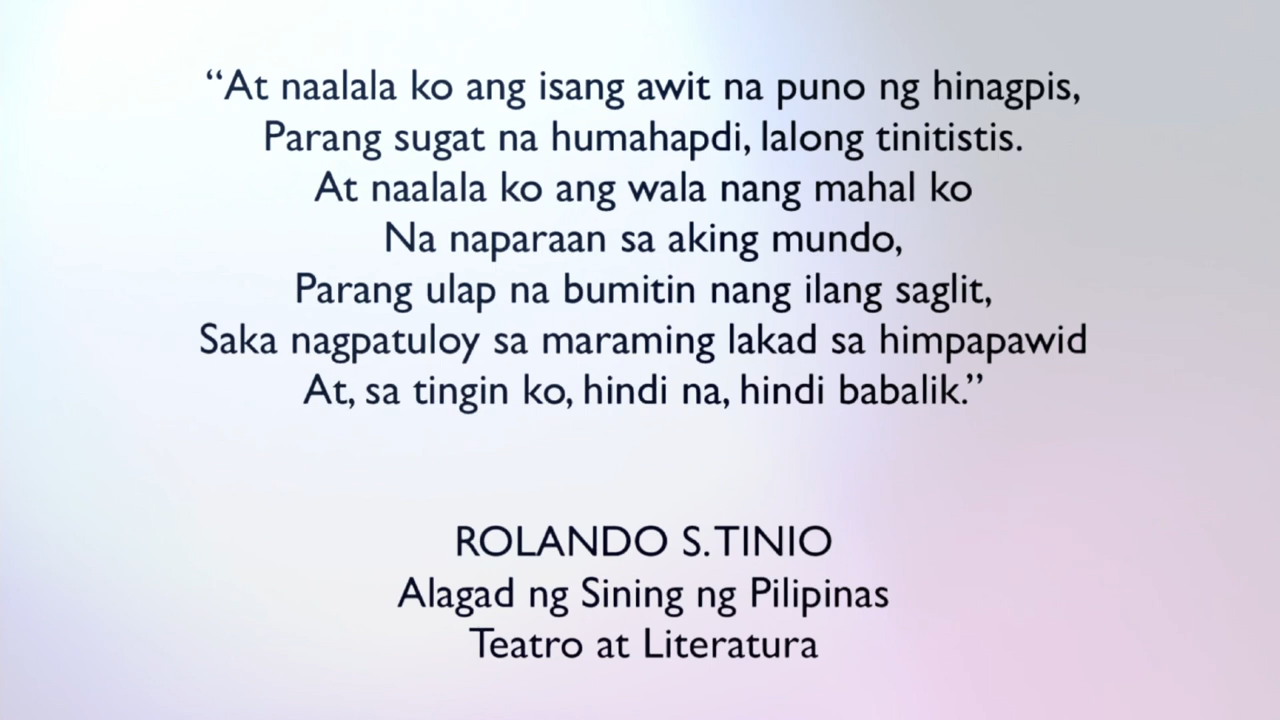 “At naalala ko ang isang awit na puno ng hinagpis,
Parang sugat na humahapdi, lalong tinitistis.
At naalala ko ang wala nang mahal ko
Na naparaan sa aking mundo,
Parang ulap na bumitin nang ilang saglit,
Saka nagpatuloy sa maraming lakad sa himpapawid
At, sa tingin ko, hindi na, hindi babalik.”
ROLANDO S. TINIO
Alagad ng Sining ng Pilipinas
Teatro at Literatura